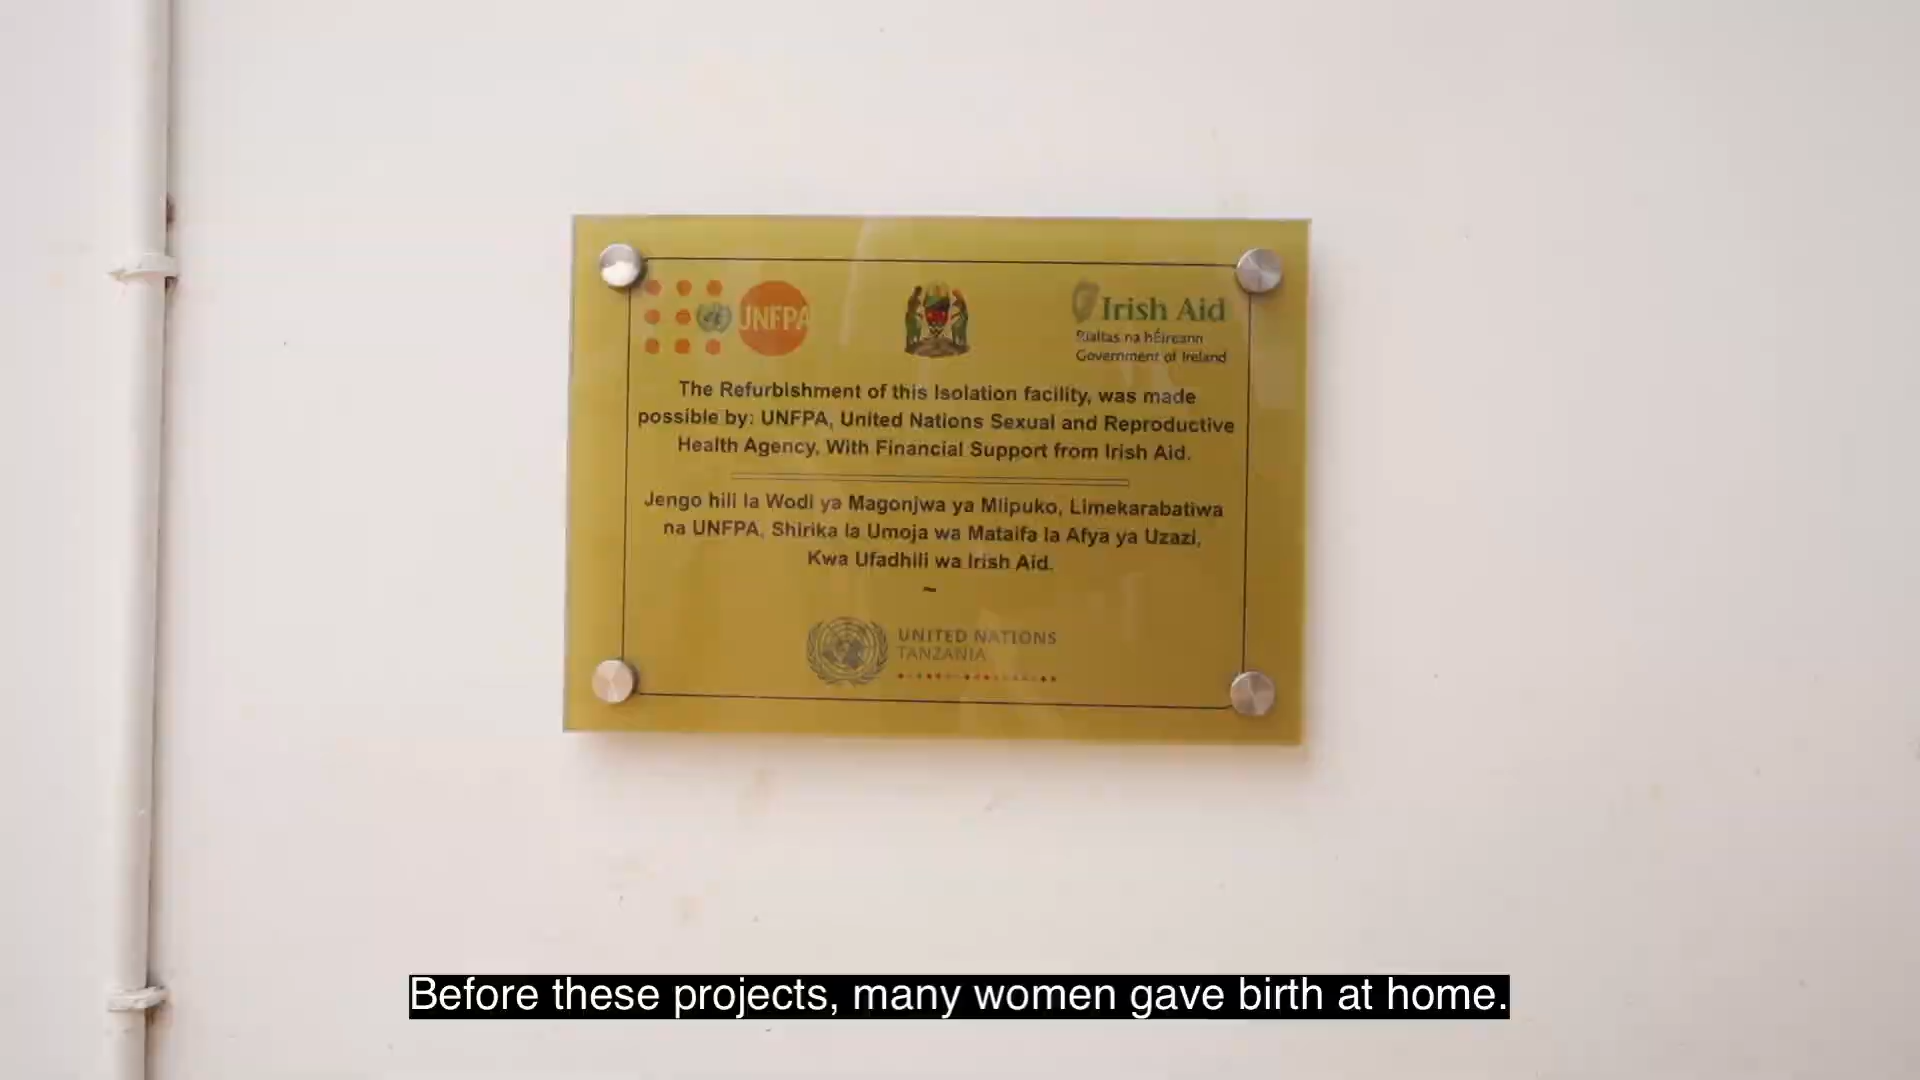 UNFPA
Irish Aid
Rialtas na hÉireann
Government of Ireland
The Refurbishment of this Isolation facility, was made
possible by: UNFPA, United Nations Sexual and Reproductive
Health Agency, With Financial Support from Irish Aid.
Jengo hili la Wodi ya Magonjwa ya Mlipuko, Limekarabatiwa
na UNFPA, Shirika la Umoja wa Mataifa la Afya ya Uzazi,
Kwa Ufadhili wa Irish Aid.
~
UNITED NATIONS
TANZANIA
Before these projects, many women gave birth at home.